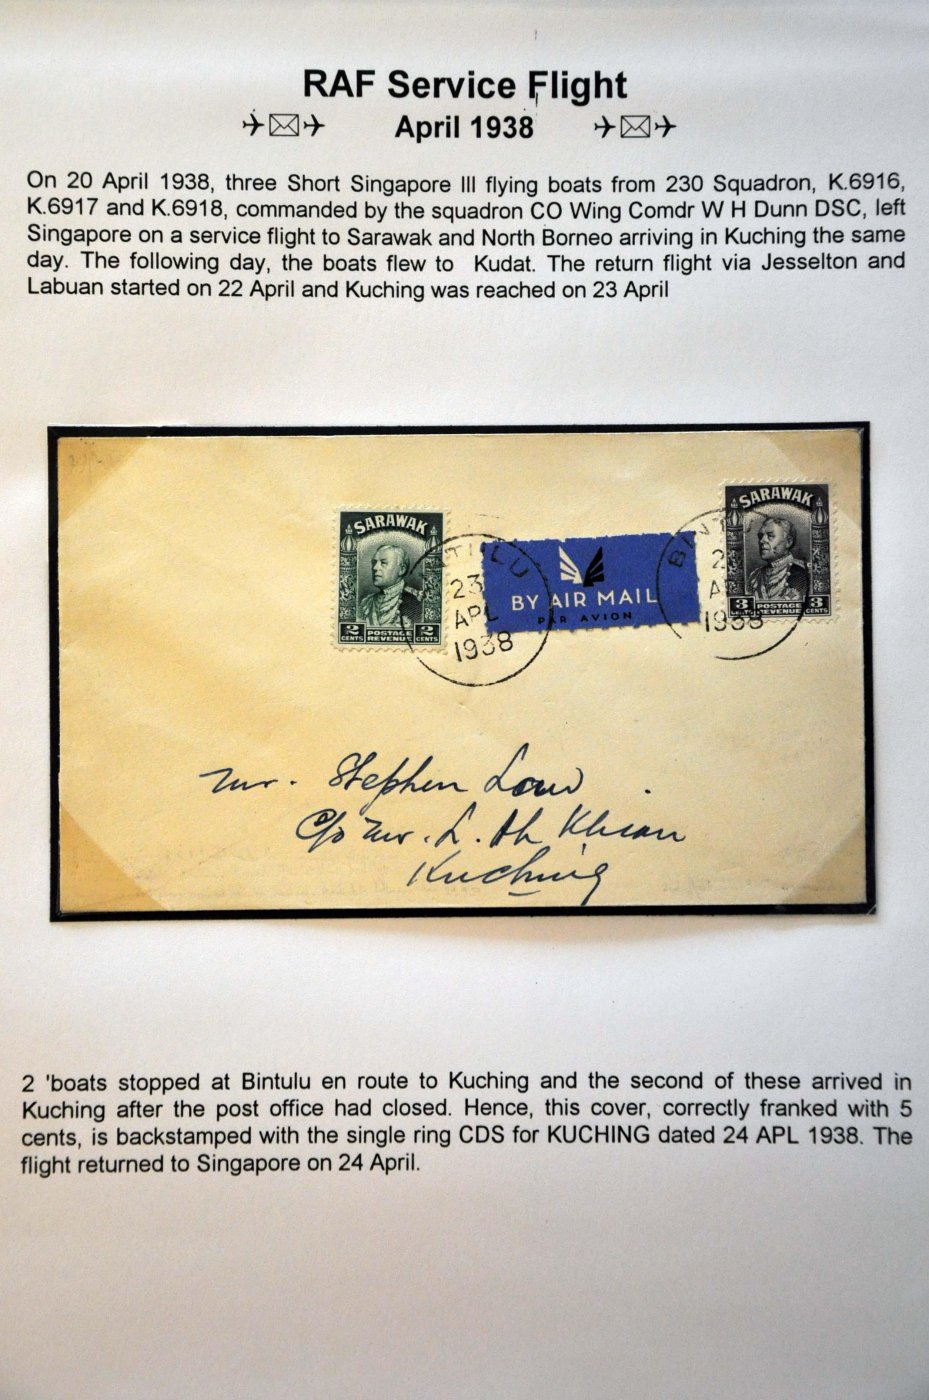 RAF Service Flight
April 1938
On 20 April 1938, three Short Singapore III flying boats from 230 Squadron, K.6916,
K.6917 and K.6918, commanded by the squadron CO Wing Comdr W H Dunn DSC, left
Singapore on a service flight to Sarawak and North Borneo arriving in Kuching the same
day. The following day, the boats flew to Kudat. The return flight via Jesselton and
Labuan started on 22 April and Kuching was reached on 23 April
SARAWAK
2 CENTS POSTAGE REVENUE 2 CENTS
NTULU
23
APL
1938
BY AIR MAIL
PAR AVION
SARAWAK
3 CENTS POSTAGE REVENUE 3 CENTS
BINT
2
AP
1938
Mr. Stephen Low
C/o Mr. L. Ah Khian
Kuching
2 'boats stopped at Bintulu en route to Kuching and the second of these arrived in
Kuching after the post office had closed. Hence, this cover, correctly franked with 5
cents, is backstamped with the single ring CDS for KUCHING dated 24 APL 1938. The
flight returned to Singapore on 24 April.